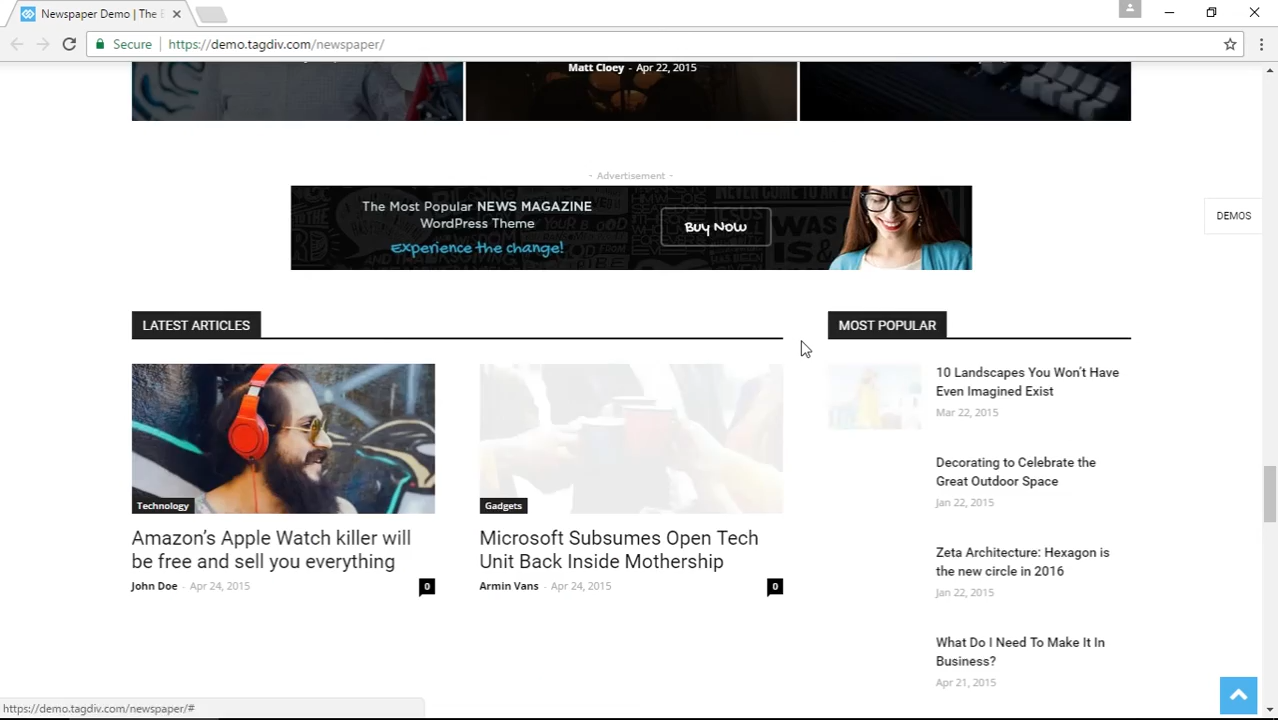 Newspaper Demo | The
Secure
https://demo.tagdiv.com/newspaper/
Matt Cloey - Apr 22, 2015
- Advertisement -
The Most Popular NEWS MAGAZINE
WordPress Theme
Experience the change!
Buy Now
DEMOS
LATEST ARTICLES
Technology
Amazon’s Apple Watch killer will
be free and sell you everything
John Doe - Apr 24, 2015
0
Gadgets
Microsoft Subsumes Open Tech
Unit Back Inside Mothership
Armin Vans - Apr 24, 2015
0
MOST POPULAR
10 Landscapes You Won’t Have
Even Imagined Exist
Mar 22, 2015
Decorating to Celebrate the
Great Outdoor Space
Jan 22, 2015
Zeta Architecture: Hexagon is
the new circle in 2016
Jan 22, 2015
What Do I Need To Make It In
Business?
Apr 21, 2015
https://demo.tagdiv.com/newspaper/#